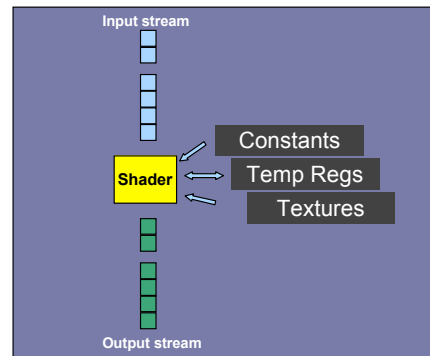 Input stream
Constants
Shader
Temp Regs
Textures
Output stream